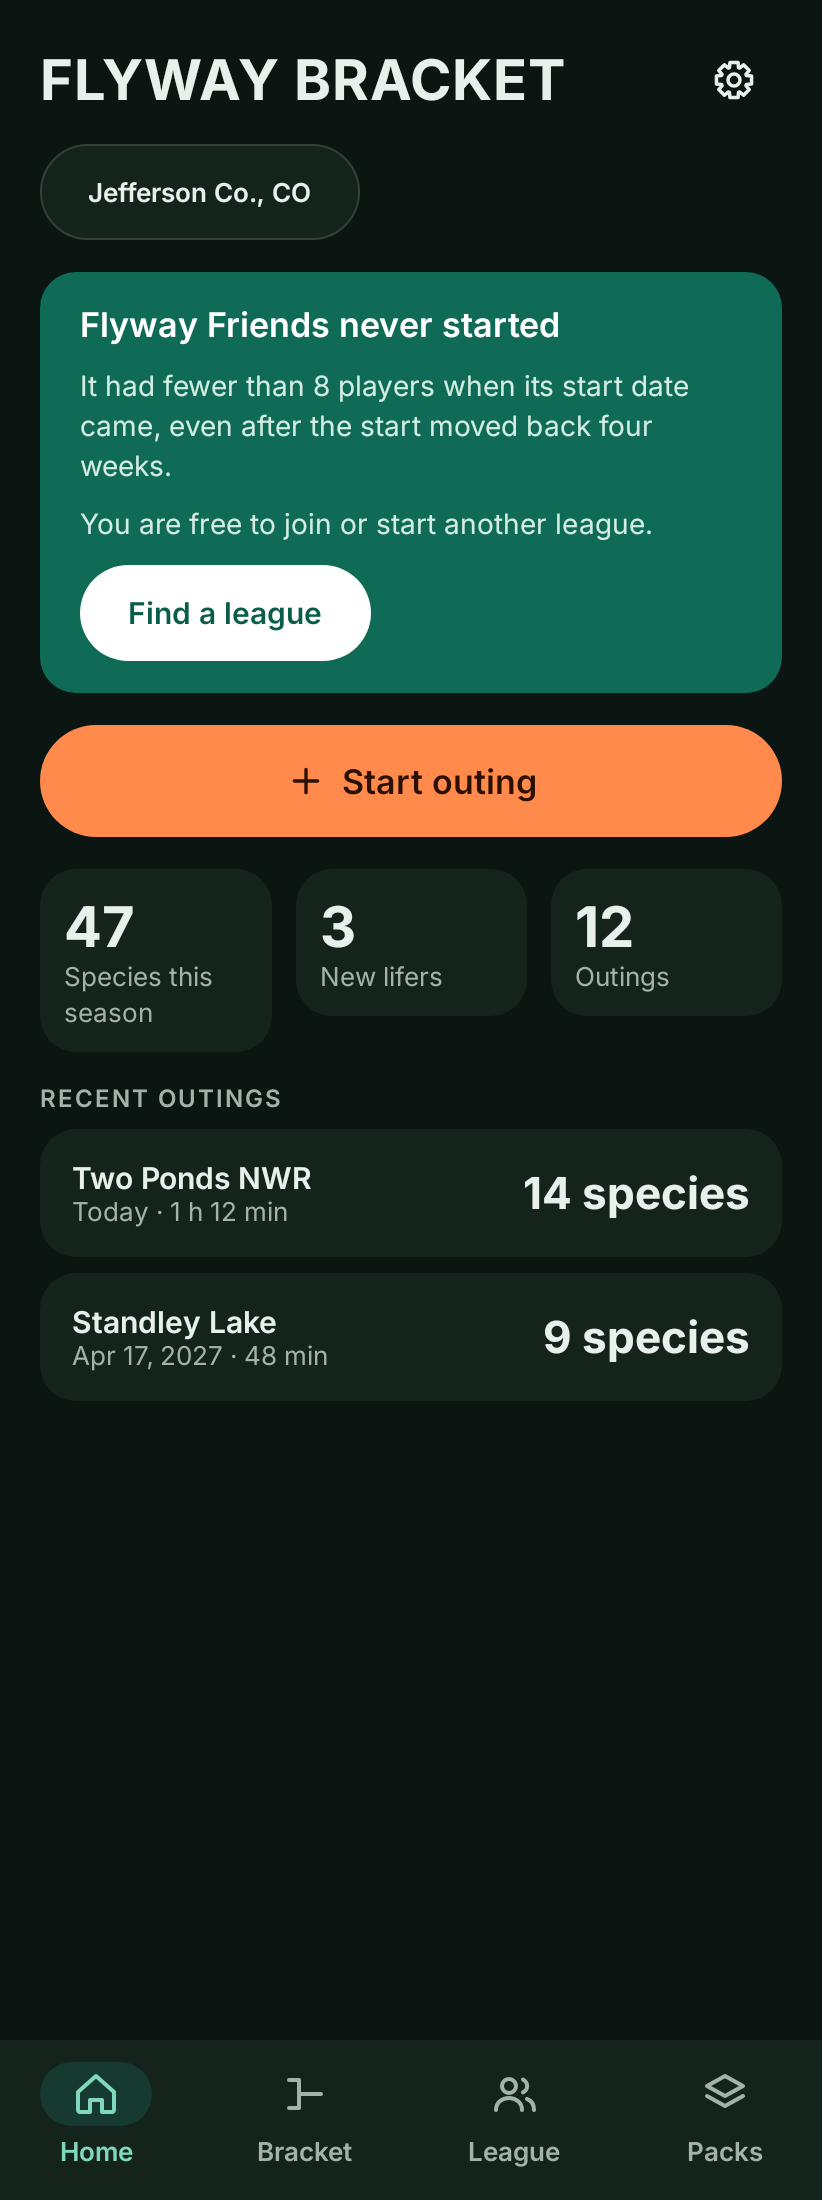 FLYWAY BRACKET
Jefferson Co., CO
Flyway Friends never started
It had fewer than 8 players when its start date
came, even after the start moved back four
weeks.
You are free to join or start another league.
Find a league
+ Start outing
47
Species this
season
3
New lifers
12
Outings
RECENT OUTINGS
Two Ponds NWR
Today · 1 h 12 min
14 species
Standley Lake
Apr 17, 2027 · 48 min
9 species
Home
Bracket
League
Packs